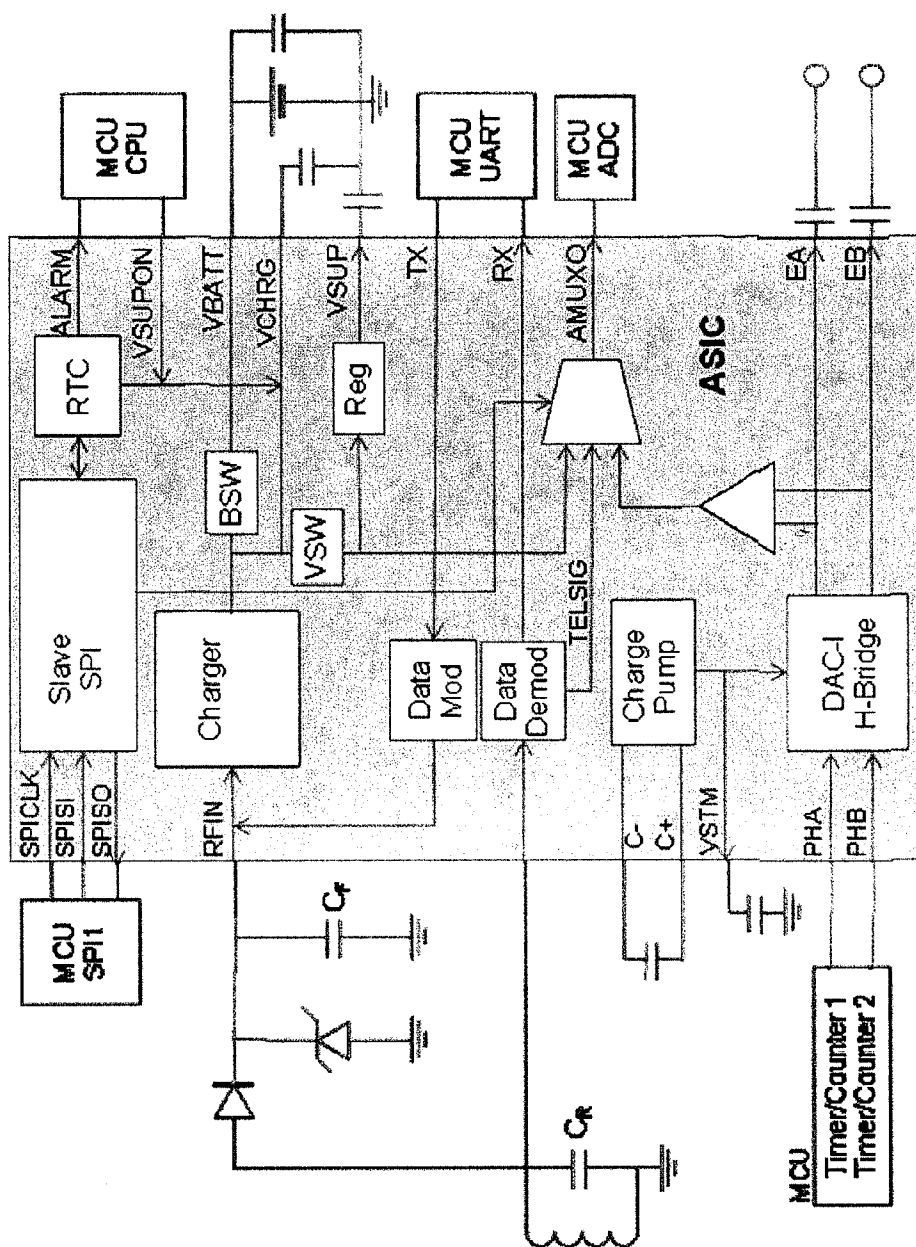 MCU
SPI1
SPICLK
SPISI
SPISO
Slave
SPI
RTC
ALARM
VSUPON
MCU
CPU
RFIN
Charger
BSW
VSW
VBATT
VCHRG
VSUP
Reg
CF
CR
Data
Mod
TX
Data
Demod
RX
MCU
UART
TELSIG
AMUXO
MCU
ADC
C-
C+
Charge
Pump
VSTM
ASIC
MCU
Timer/Counter 1
Timer/Counter 2
PHA
PHB
DAC-I
H-Bridge
EA
EB